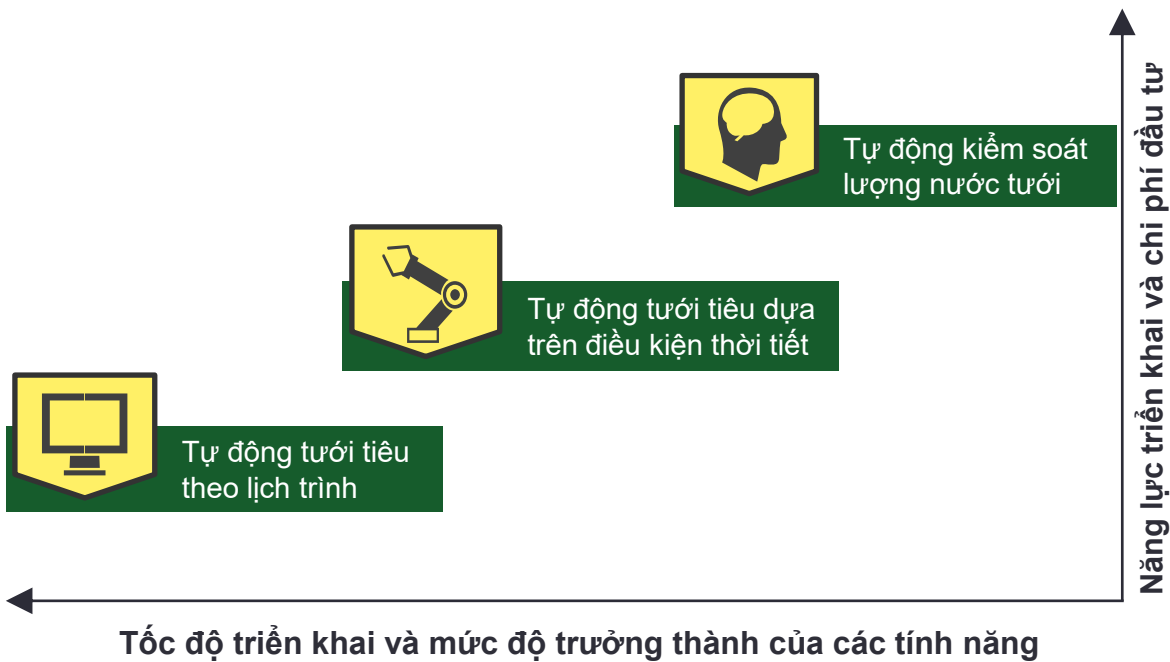 Tự động kiểm soát
lượng nước tưới
Tự động tưới tiêu dựa
trên điều kiện thời tiết
Tự động tưới tiêu
theo lịch trình
Năng lực triển khai và chi phí đầu tư
Tốc độ triển khai và mức độ trưởng thành của các tính năng